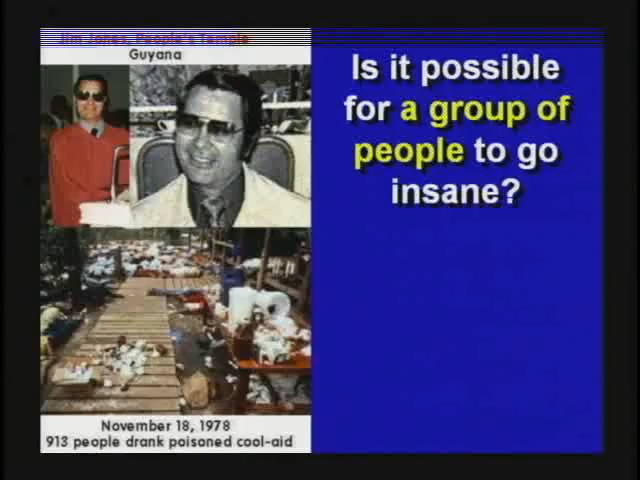 Jim Jones, People's Temple
Guyana
Is it possible
for a group of
people to go
insane?
November 18, 1978
913 people drank poisoned cool-aid